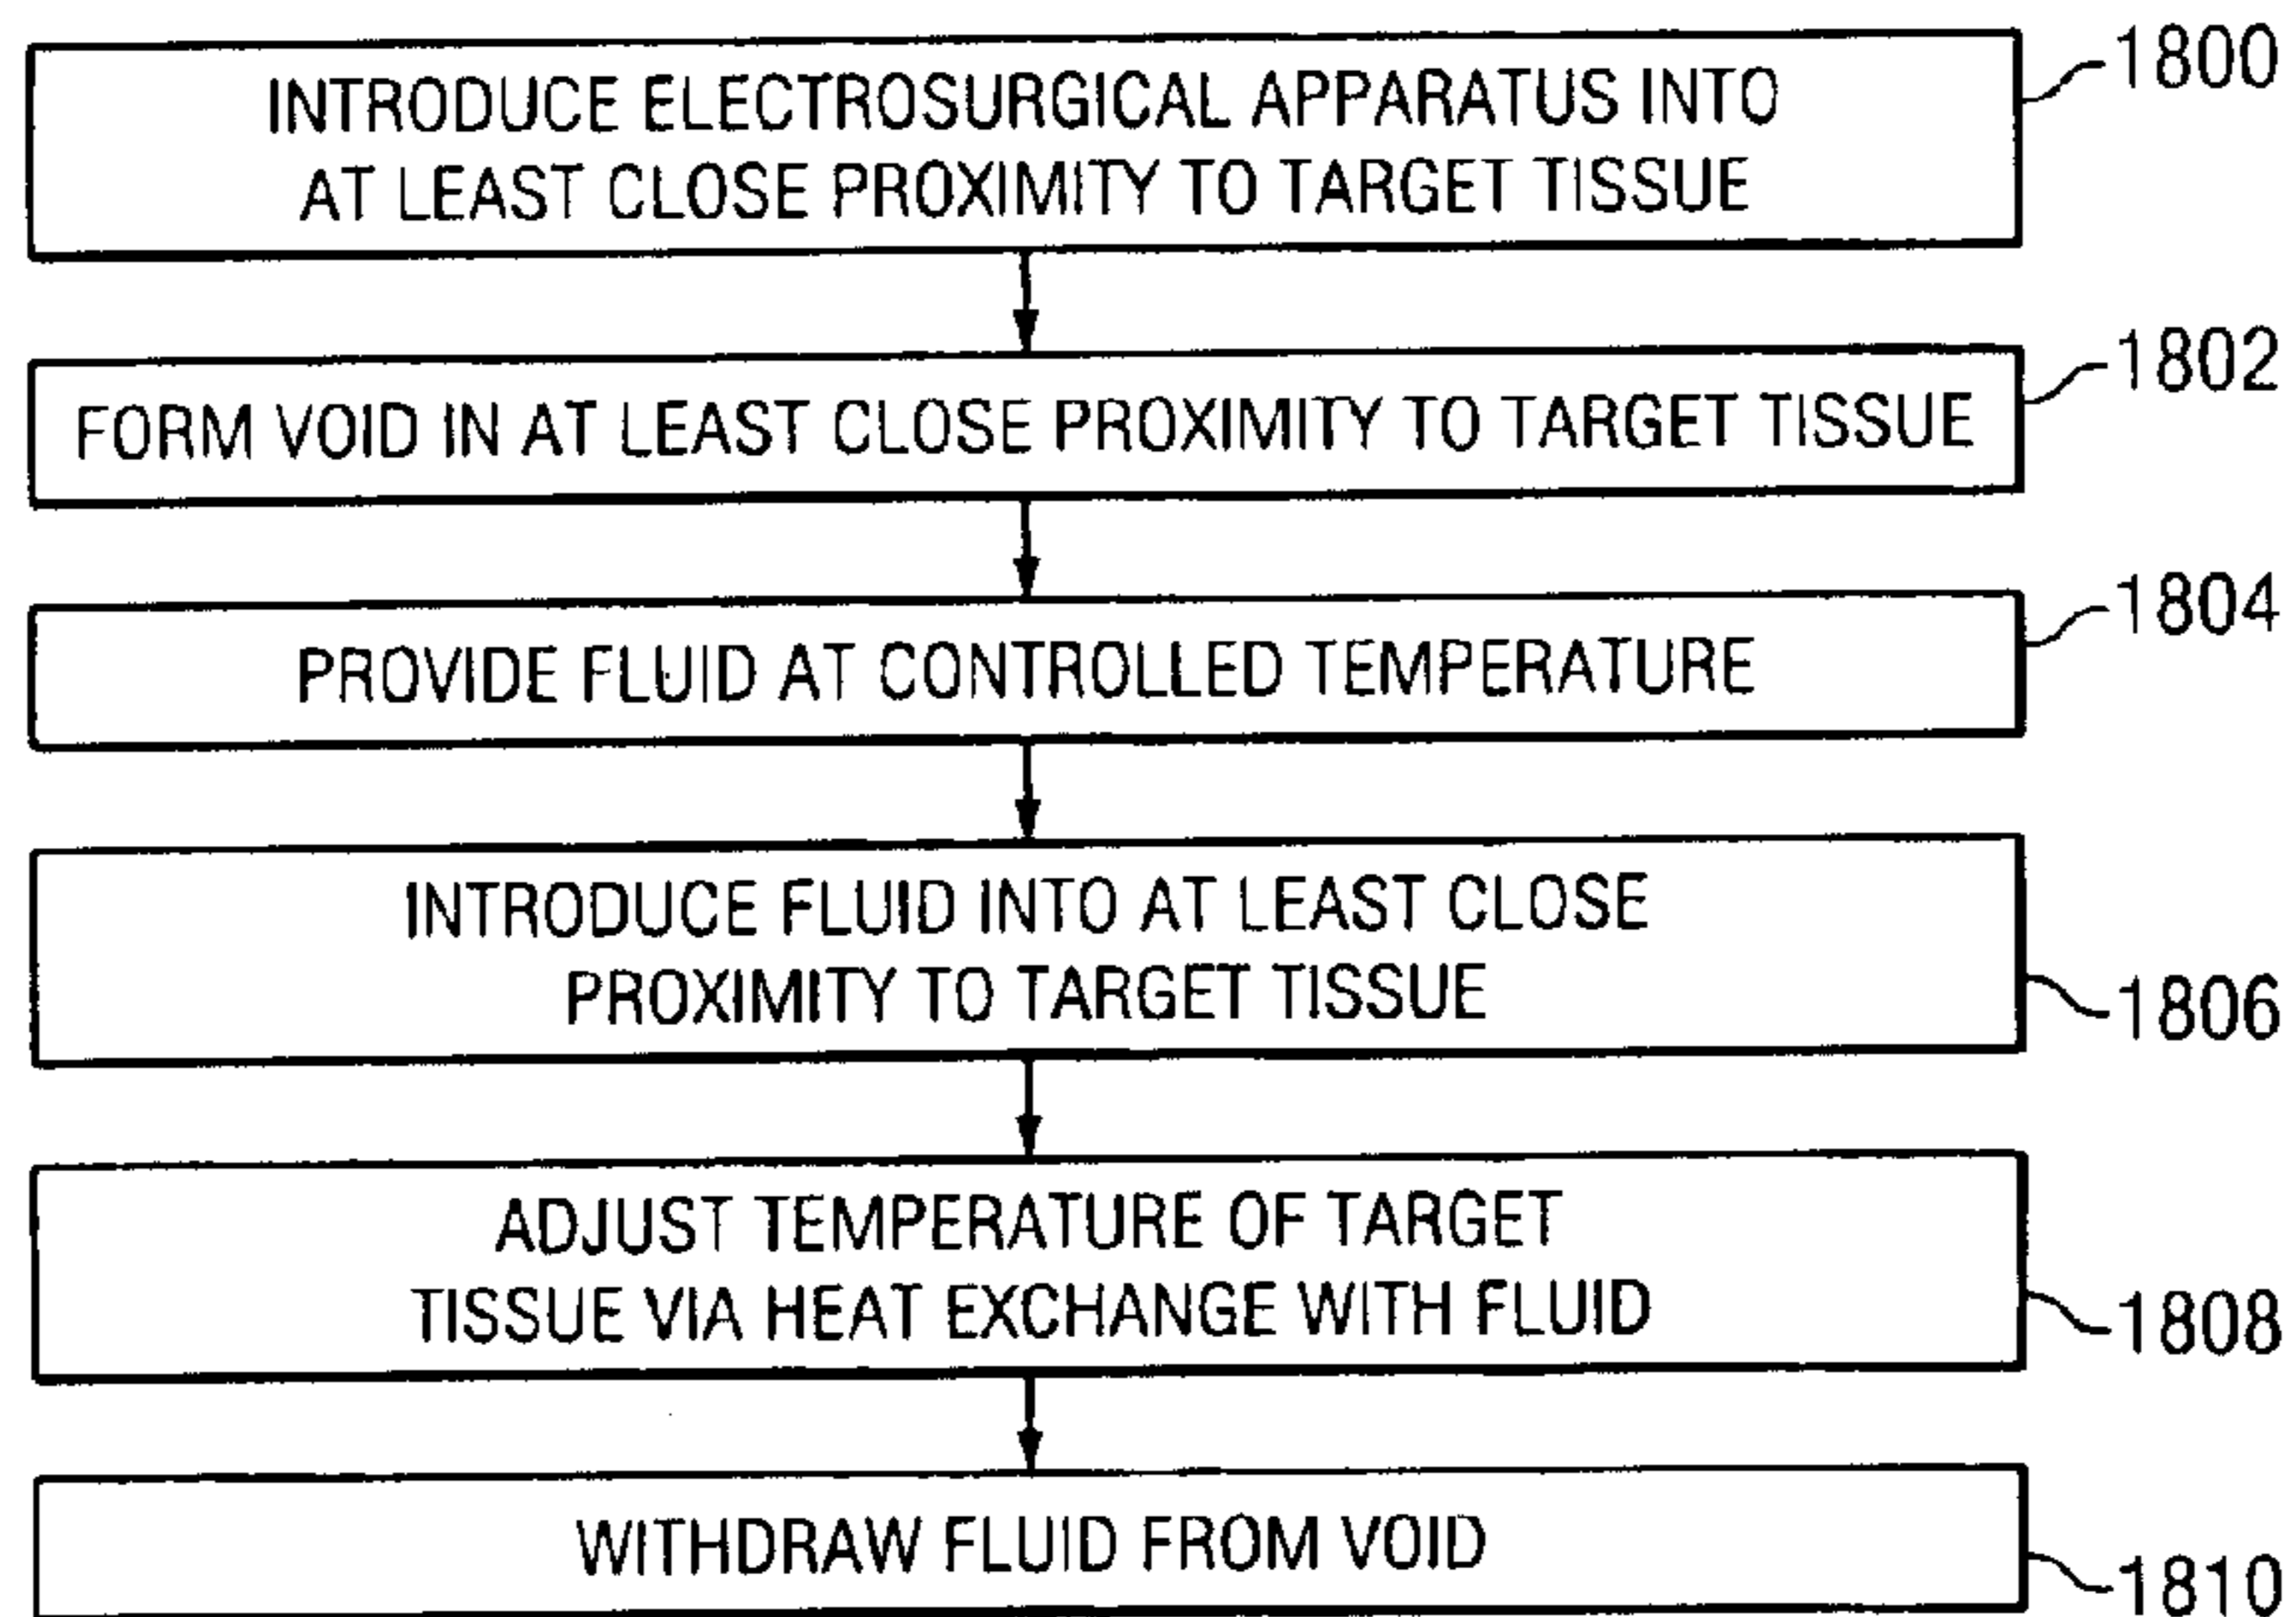 INTRODUCE ELECTROSURGICAL APPARATUS INTO
AT LEAST CLOSE PROXIMITY TO TARGET TISSUE
1800
FORM VOID IN AT LEAST CLOSE PROXIMITY TO TARGET TISSUE
1802
PROVIDE FLUID AT CONTROLLED TEMPERATURE
1804
INTRODUCE FLUID INTO AT LEAST CLOSE
PROXIMITY TO TARGET TISSUE
1806
ADJUST TEMPERATURE OF TARGET
TISSUE VIA HEAT EXCHANGE WITH FLUID
1808
WITHDRAW FLUID FROM VOID
1810